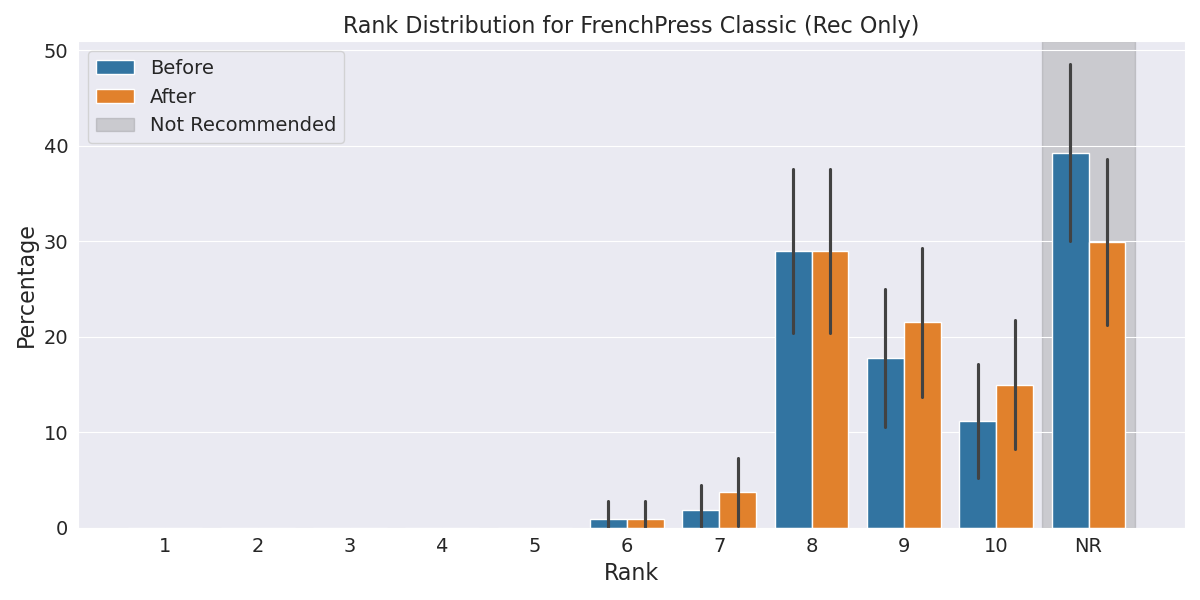 Rank Distribution for FrenchPress Classic (Rec Only)
Before
After
Not Recommended
Percentage
50
40
30
20
10
0
1 2 3 4 5 6 7 8 9 10 NR
Rank